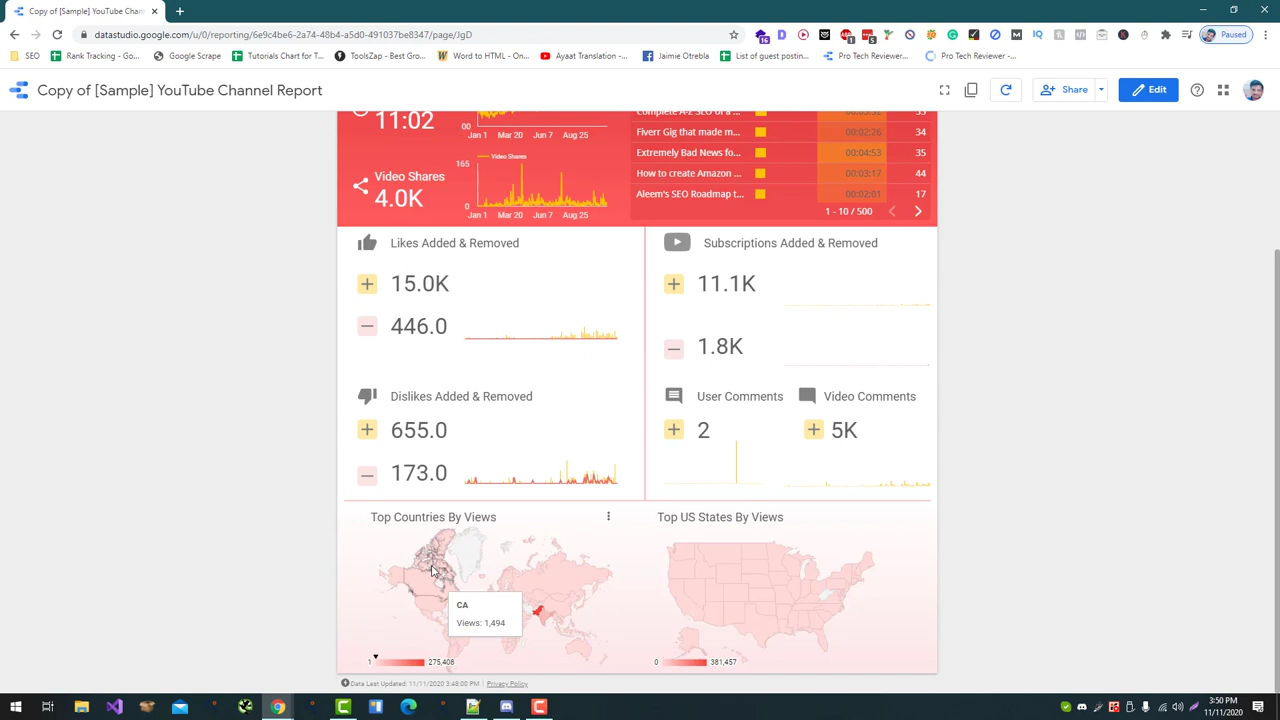 Copy of YouTube Channel Report
datastudio.google.com/u/0/reporting/6e9c4be6-2a74-48b4-a5d0-491037be8347/page/JgD
Paused
SEO
Rank Tracking - Go...
Google Scrape
Tutorials Chart for T...
ToolsZap - Best Gro...
Word to HTML - On...
Ayaat Translation -...
Jaimie Otrebla
List of guest postin...
Pro Tech Reviewer...
Pro Tech Reviewer -...
Copy of [Sample] YouTube Channel Report
Share
Edit
11:02
00
Jan 1 Mar 20 Jun 7 Aug 25
Video Shares
4.0K
Video Shares
165
0
Jan 1 Mar 20 Jun 7 Aug 25
Fiverr Gig that made m... 00:02:26 34
Extremely Bad News fo... 00:04:53 35
How to create Amazon ... 00:03:17 44
Aleem's SEO Roadmap t... 00:02:01 17
1 - 10 / 500
Likes Added & Removed
15.0K
446.0
Subscriptions Added & Removed
11.1K
1.8K
Dislikes Added & Removed
655.0
173.0
User Comments
2
Video Comments
5K
Top Countries By Views
CA
Views: 1,494
1 275,408
Top US States By Views
0 381,457
Data Last Updated: 11/11/2020 3:48:00 PM
Privacy Policy
3:50 PM
11/11/2020